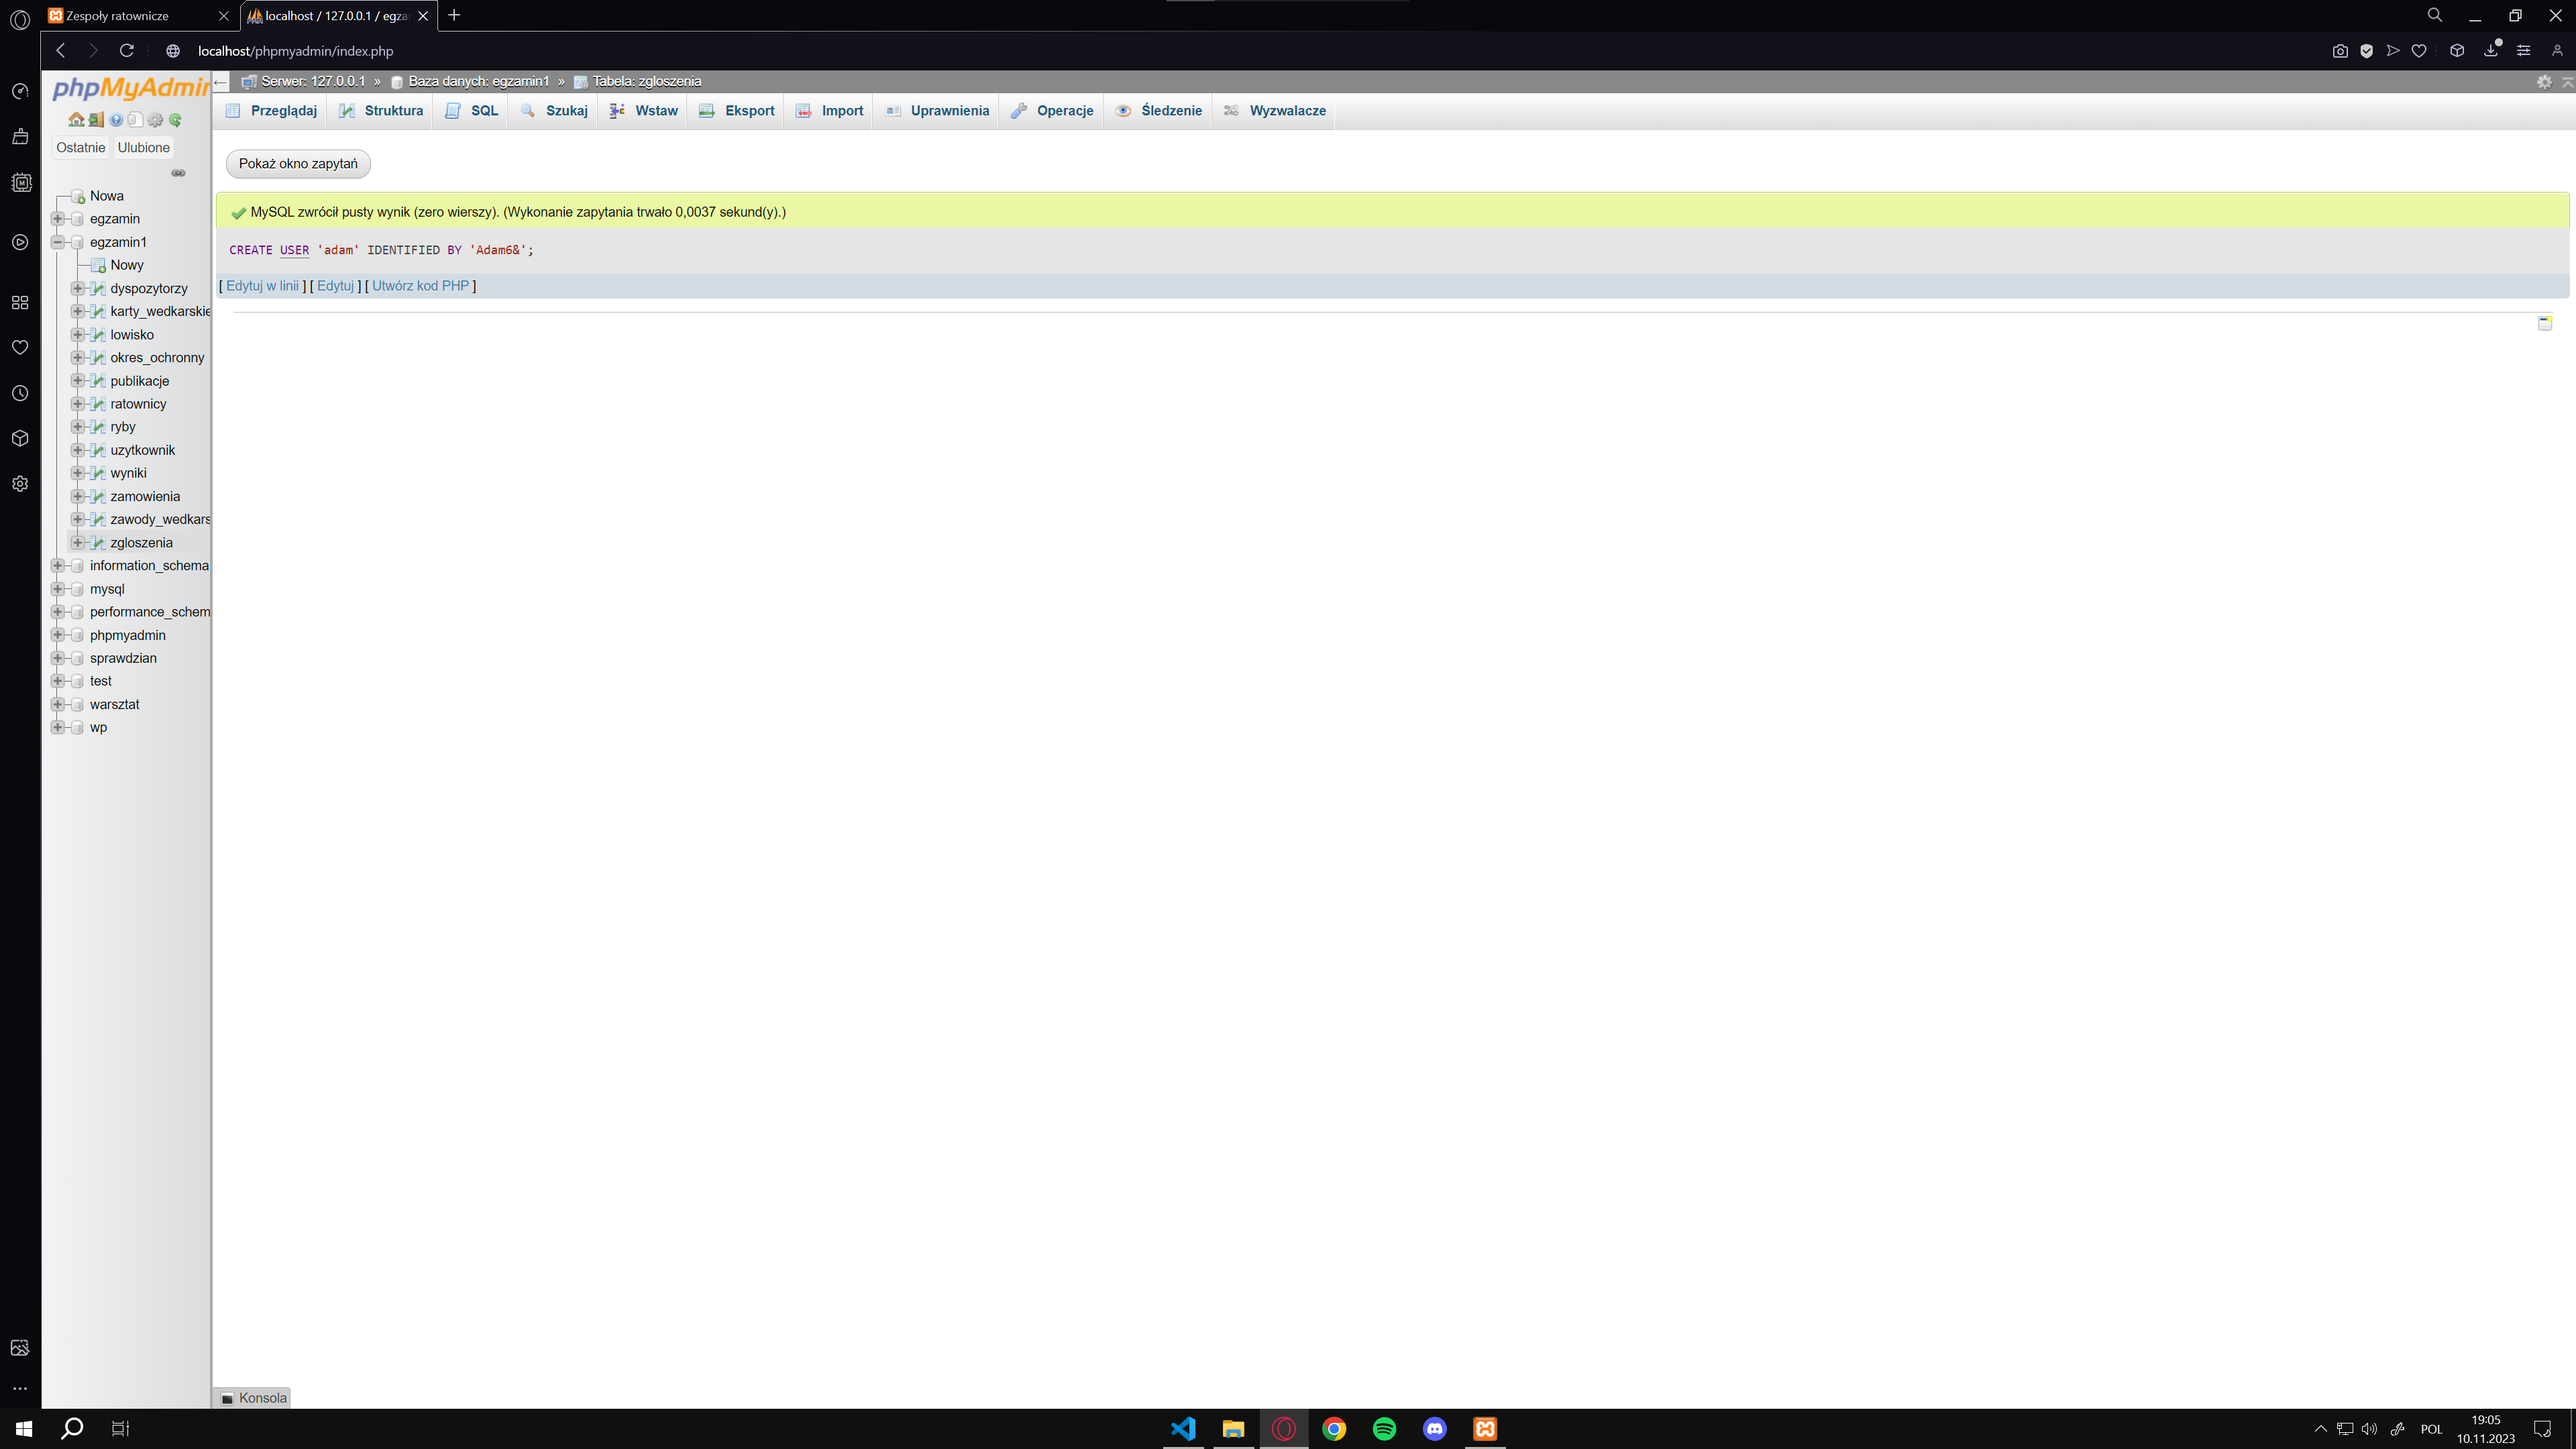 Zespoły ratownicze
localhost / 127.0.0.1 / egza
localhost/phpmyadmin/index.php
phpMyAdmin
Serwer: 127.0.0.1 » Baza danych: egzamin1 » Tabela: zgloszenia
Przeglądaj Struktura SQL Szukaj Wstaw Eksport Import Uprawnienia Operacje Śledzenie Wyzwalacze
Ostatnie Ulubione
Nowa
egzamin
egzamin1
Nowy
dyspozytorzy
karty_wedkarskie
lowisko
okres_ochronny
publikacje
ratownicy
ryby
uzytkownik
wyniki
zamowienia
zawody_wedkars
zgloszenia
information_schema
mysql
performance_schem
phpmyadmin
sprawdzian
test
warsztat
wp
Pokaż okno zapytań
MySQL zwrócił pusty wynik (zero wierszy). (Wykonanie zapytania trwało 0,0037 sekund(y).)
CREATE USER 'adam' IDENTIFIED BY 'Adam6&';
[ Edytuj w linii ] [ Edytuj ] [ Utwórz kod PHP ]
Konsola
POL
19:05
10.11.2023